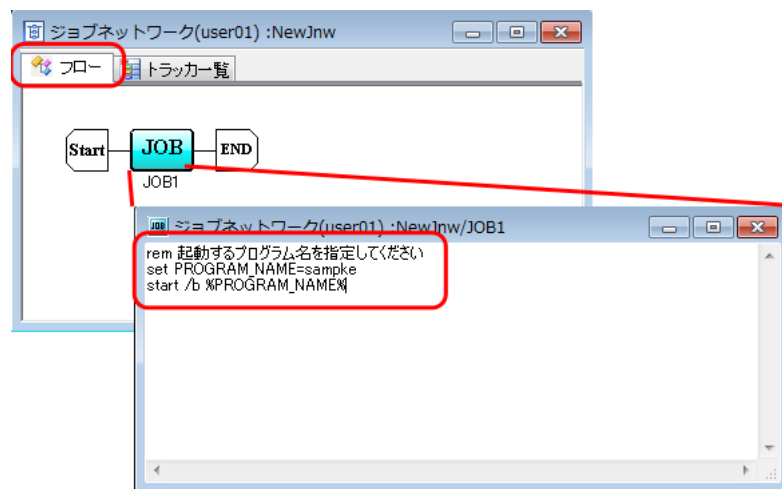 ジョブネットワーク(user01) :NewJnw
フロー トラッカ一覧
Start JOB END
JOB1
JOB ジョブネットワーク(user01) :NewJnw/JOB1
rem 起動するプログラム名を指定してください
set PROGRAM_NAME=sampke
start /b %PROGRAM_NAME%